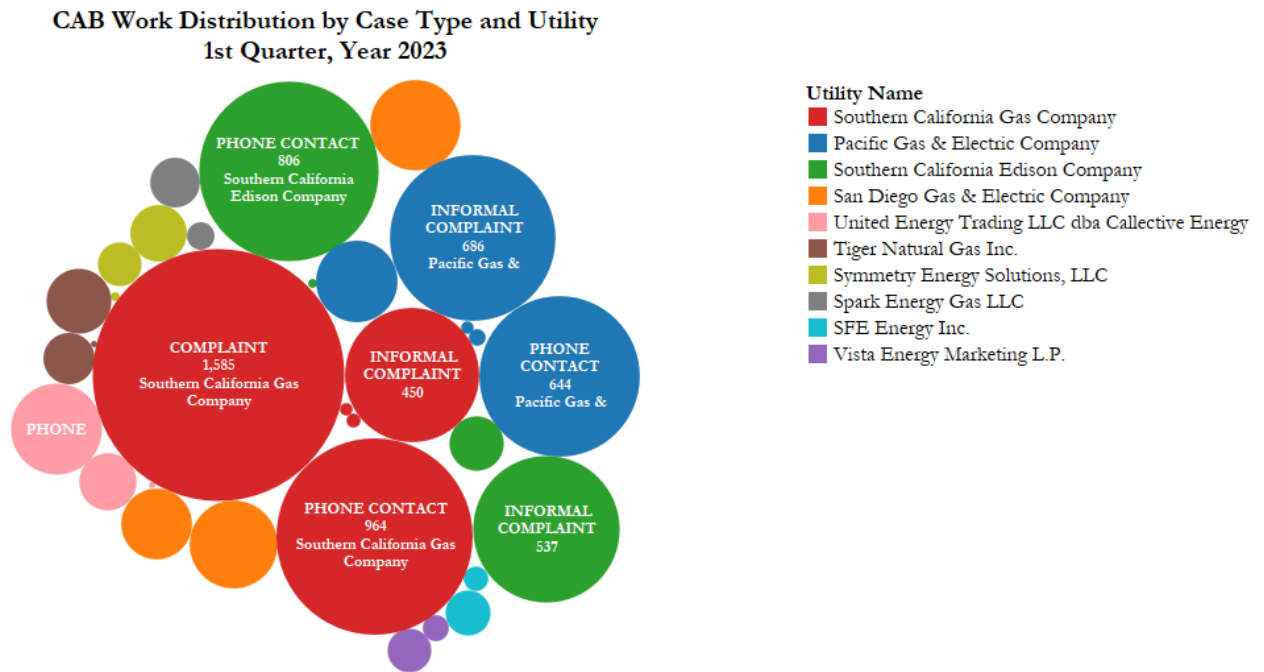 CAB Work Distribution by Case Type and Utility
1st Quarter, Year 2023
PHONE CONTACT
806
Southern California
Edison Company
INFORMAL
COMPLAINT
686
Pacific Gas &
COMPLAINT
1,585
Southern California Gas
Company
INFORMAL
COMPLAINT
450
PHONE
CONTACT
644
Pacific Gas &
PHONE
PHONE CONTACT
964
Southern California Gas
Company
INFORMAL
COMPLAINT
537
Utility Name
Southern California Gas Company
Pacific Gas & Electric Company
Southern California Edison Company
San Diego Gas & Electric Company
United Energy Trading LLC dba Callective Energy
Tiger Natural Gas Inc.
Symmetry Energy Solutions, LLC
Spark Energy Gas LLC
SFE Energy Inc.
Vista Energy Marketing L.P.